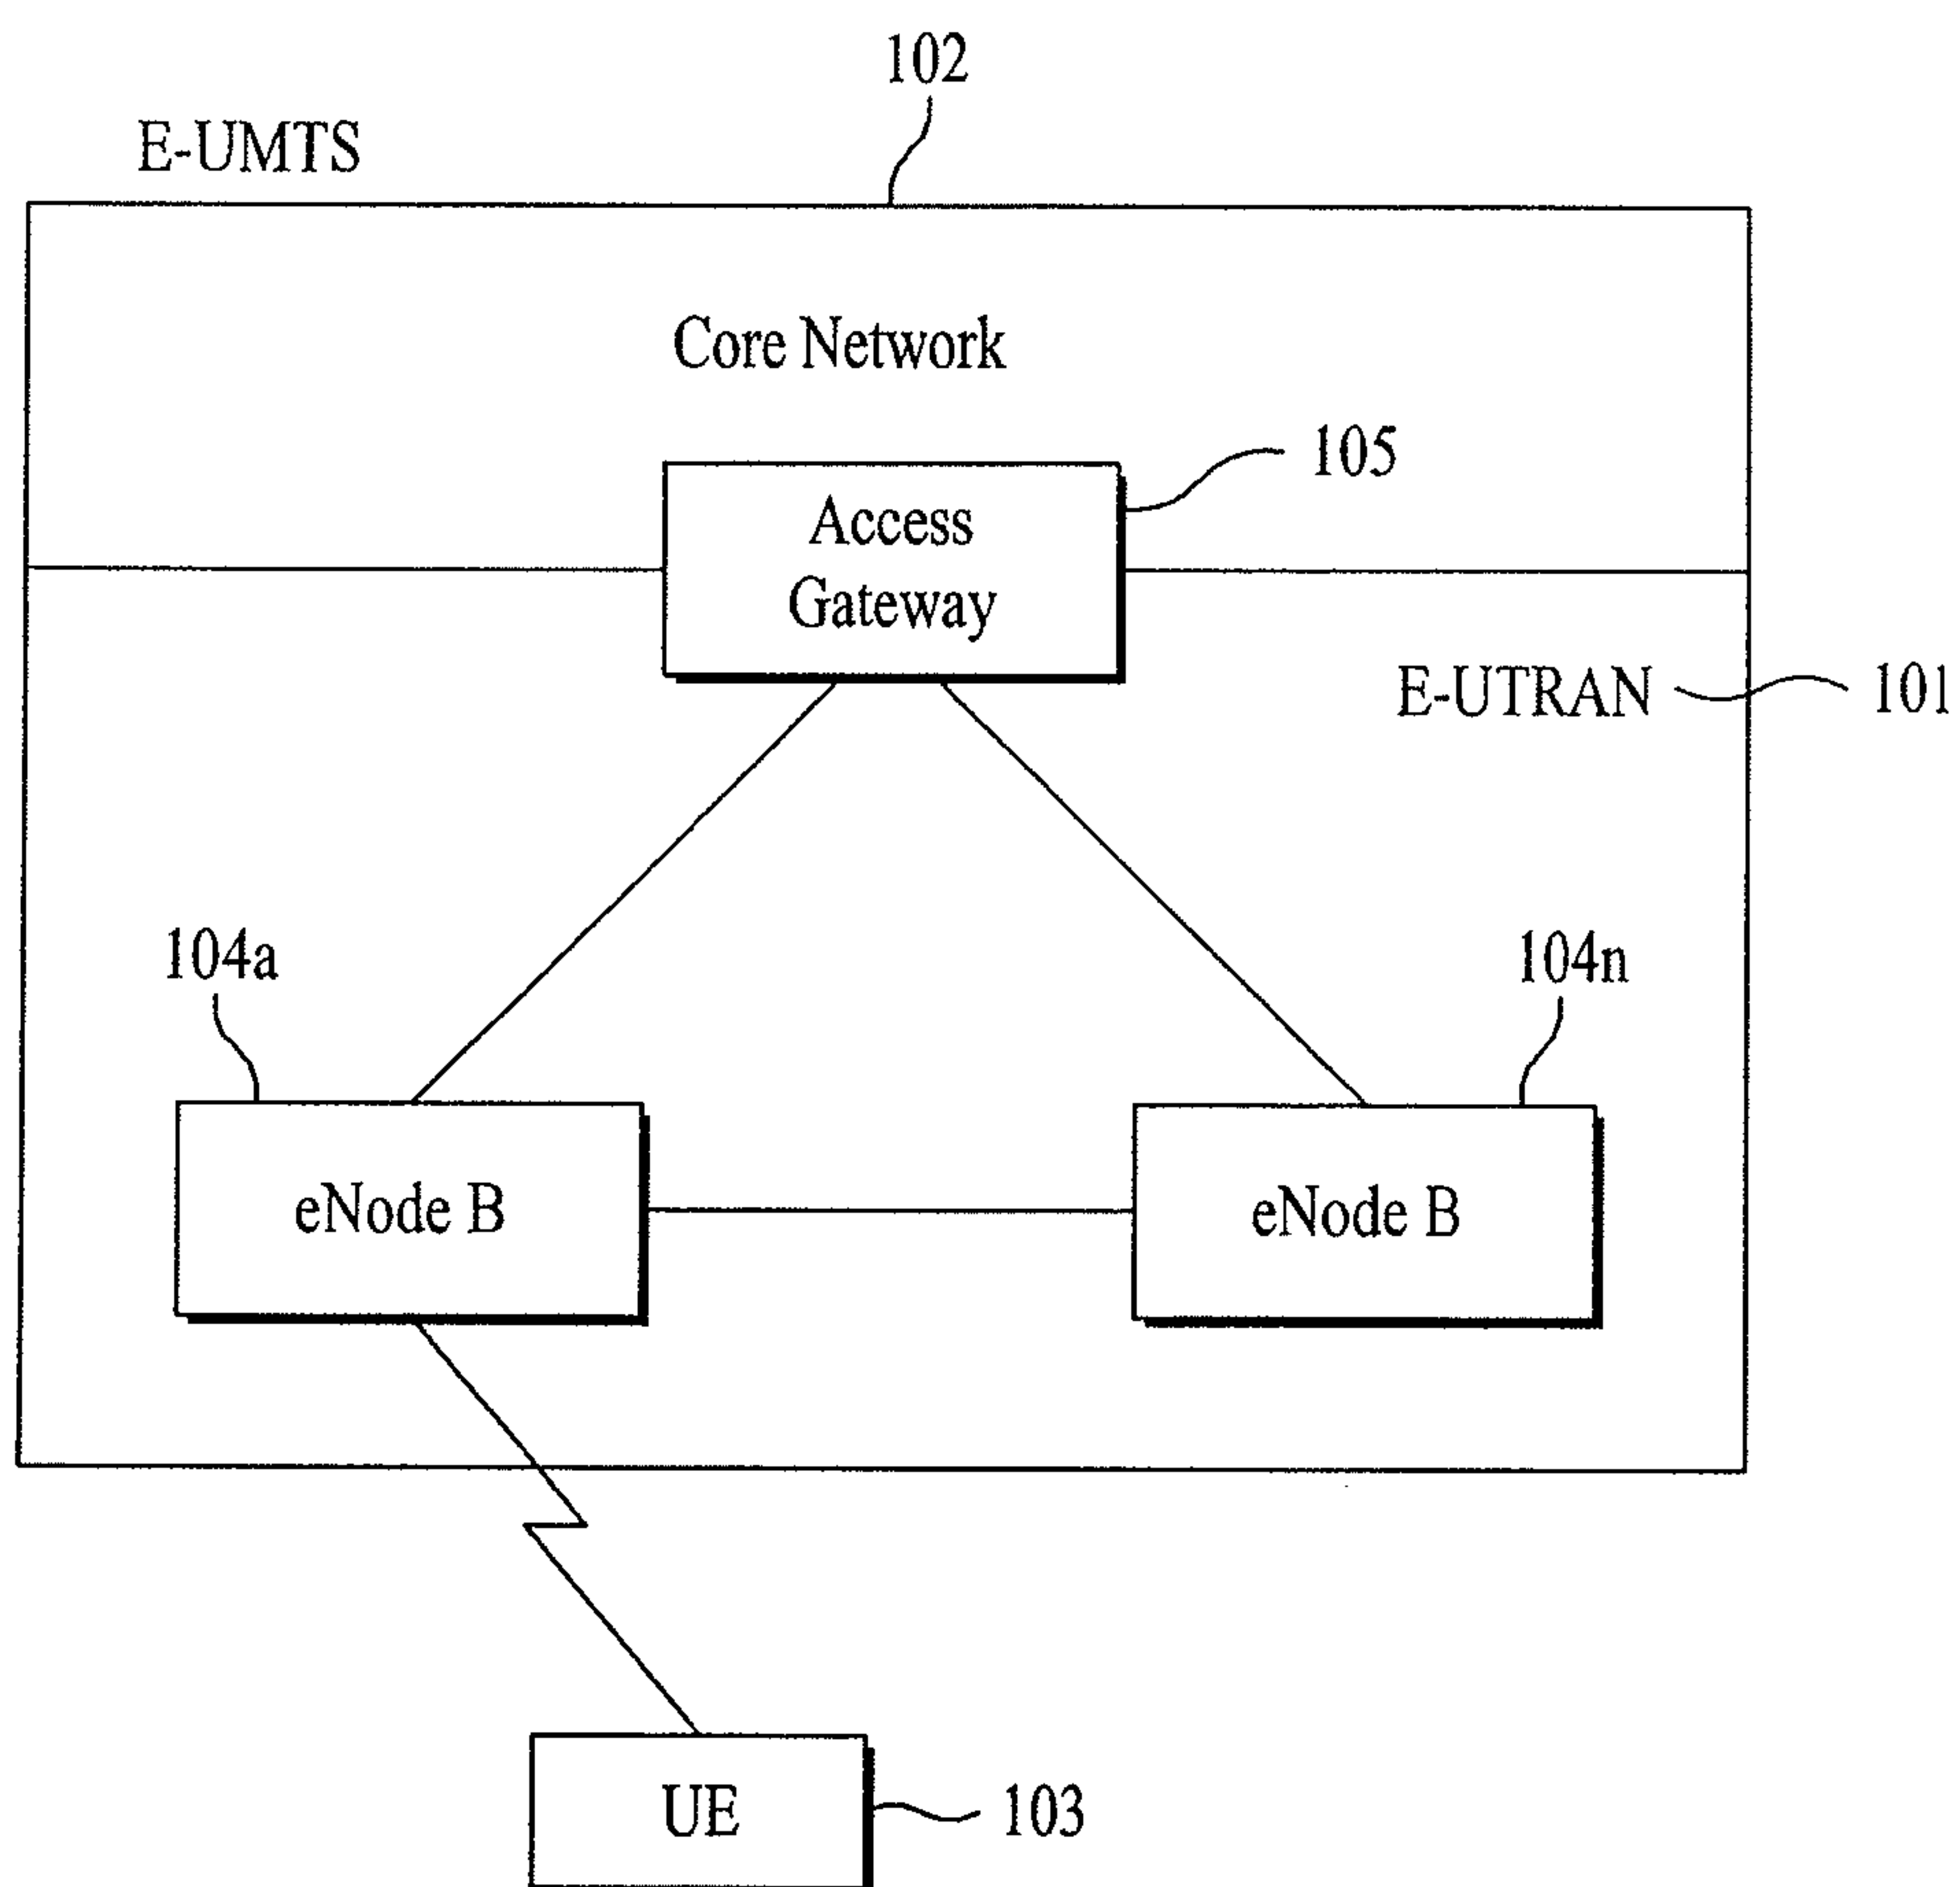 102
E-UMTS
Core Network
105
Access
Gateway
E-UTRAN
101
104a
104n
eNode B
eNode B
UE
103